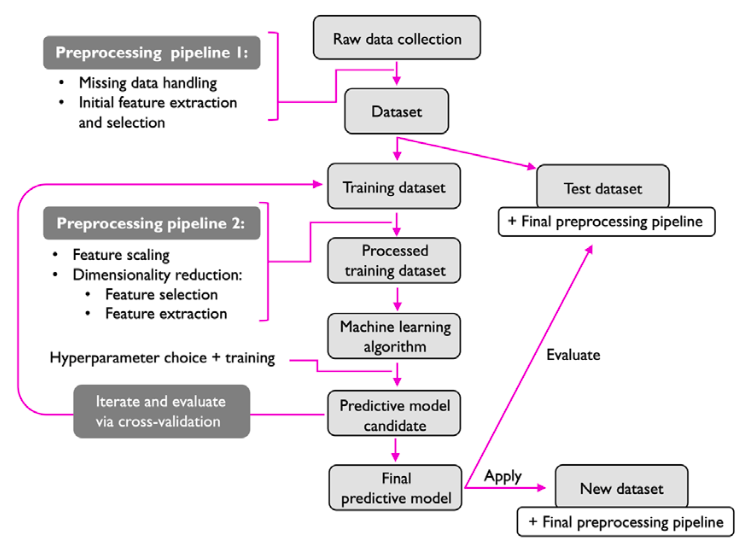 Raw data collection
Preprocessing pipeline 1:
• Missing data handling
• Initial feature extraction
and selection
Dataset
Training dataset
Test dataset
+ Final preprocessing pipeline
Preprocessing pipeline 2:
• Feature scaling
• Dimensionality reduction:
• Feature selection
• Feature extraction
Processed
training dataset
Machine learning
algorithm
Evaluate
Hyperparameter choice + training
Iterate and evaluate
via cross-validation
Predictive model
candidate
Final
predictive model
Apply
New dataset
+ Final preprocessing pipeline